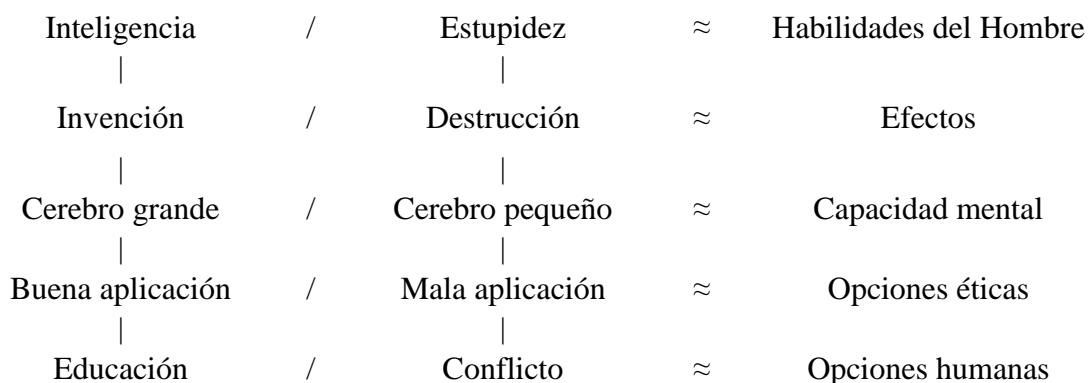 Inteligencia / Estupidez ≈ Habilidades del Hombre
| |
Invención / Destrucción ≈ Efectos
| |
Cerebro grande / Cerebro pequeño ≈ Capacidad mental
| |
Buena aplicación / Mala aplicación ≈ Opciones éticas
| |
Educación / Conflicto ≈ Opciones humanas